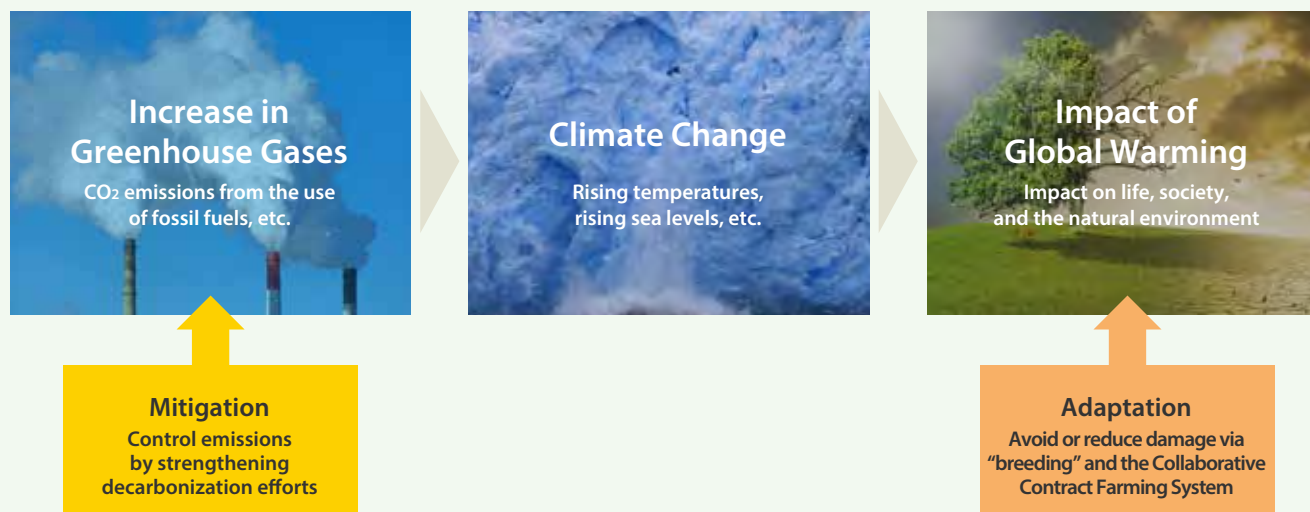 Increase in
Greenhouse Gases
CO2 emissions from the use
of fossil fuels, etc.
Climate Change
Rising temperatures,
rising sea levels, etc.
Impact of
Global Warming
Impact on life, society,
and the natural environment
Mitigation
Control emissions
by strengthening
decarbonization efforts
Adaptation
Avoid or reduce damage via
“breeding” and the Collaborative
Contract Farming System